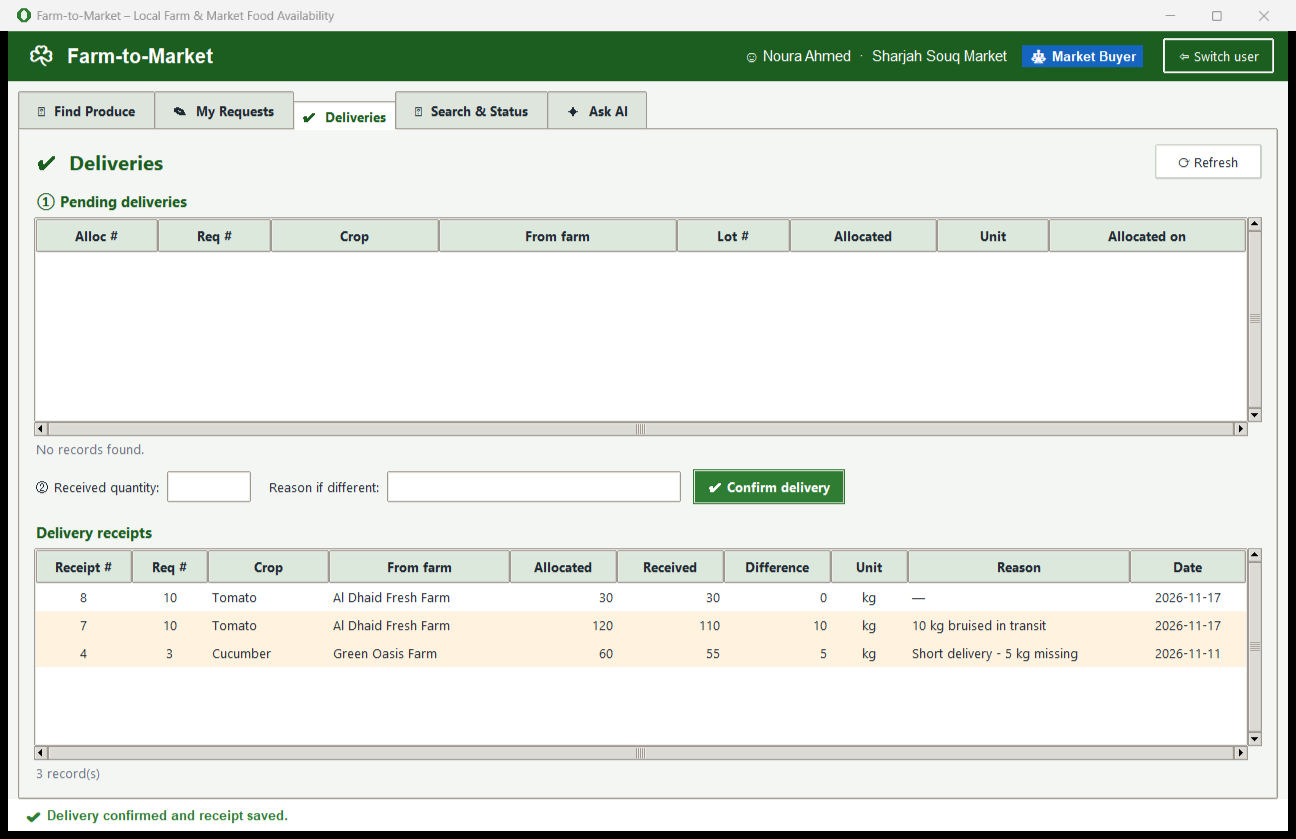 Farm-to-Market – Local Farm & Market Food Availability
Farm-to-Market
Noura Ahmed · Sharjah Souq Market
Market Buyer
⇦ Switch user
Find Produce
My Requests
✔ Deliveries
Search & Status
✦ Ask AI
✔ Deliveries
⟳ Refresh
① Pending deliveries
Alloc # Req # Crop From farm Lot # Allocated Unit Allocated on
No records found.
② Received quantity: Reason if different: ✔ Confirm delivery
Delivery receipts
Receipt # Req # Crop From farm Allocated Received Difference Unit Reason Date
8 10 Tomato Al Dhaid Fresh Farm 30 30 0 kg — 2026-11-17
7 10 Tomato Al Dhaid Fresh Farm 120 110 10 kg 10 kg bruised in transit 2026-11-17
4 3 Cucumber Green Oasis Farm 60 55 5 kg Short delivery - 5 kg missing 2026-11-11
3 record(s)
✔ Delivery confirmed and receipt saved.